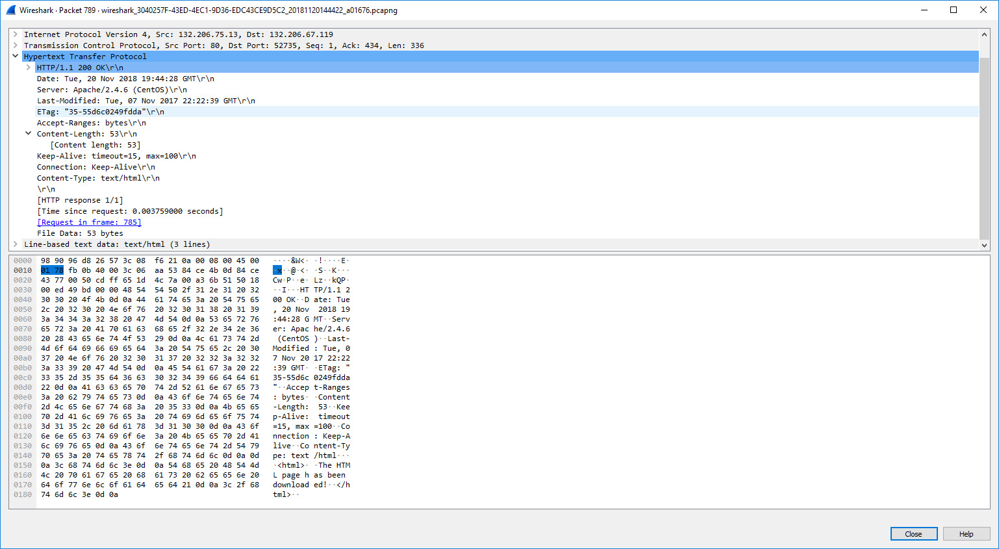 Wireshark · Packet 789 · wireshark_3040257F-43ED-4EC1-9D36-EDC43CE9D5C2_20181120144422_a01676.pcapng
Internet Protocol Version 4, Src: 132.206.75.13, Dst: 132.206.67.119
Transmission Control Protocol, Src Port: 80, Dst Port: 52735, Seq: 1, Ack: 434, Len: 336
Hypertext Transfer Protocol
HTTP/1.1 200 OK\r\n
Date: Tue, 20 Nov 2018 19:44:28 GMT\r\n
Server: Apache/2.4.6 (CentOS)\r\n
Last-Modified: Tue, 07 Nov 2017 22:22:39 GMT\r\n
ETag: "35-55d6c0249fdda"\r\n
Accept-Ranges: bytes\r\n
Content-Length: 53\r\n
[Content length: 53]
Keep-Alive: timeout=15, max=100\r\n
Connection: Keep-Alive\r\n
Content-Type: text/html\r\n
\r\n
[HTTP response 1/1]
[Time since request: 0.003759000 seconds]
[Request in frame: 785]
File Data: 53 bytes
Line-based text data: text/html (3 lines)
0000 98 90 96 d8 26 57 3c 08 f6 21 0a 00 08 00 45 00 ····&W<· ·!····E·
0010 01 78 fb 0b 40 00 3c 06 aa 53 84 ce 4b 0d 84 ce ·x··@·<· ·S··K···
0020 43 77 00 50 cd ff 65 1d 4c 7a 00 a3 6b 51 50 18 Cw·P··e· Lz··kQP·
0030 00 ed 49 bd 00 00 48 54 54 50 2f 31 2e 31 20 32 ··I···HT TP/1.1 2
0040 30 30 20 4f 4b 0d 0a 44 61 74 65 3a 20 54 75 65 00 OK··D ate: Tue
0050 2c 20 32 30 20 4e 6f 76 20 32 30 31 38 20 31 39 , 20 Nov 2018 19
0060 3a 34 34 3a 32 38 20 47 4d 54 0d 0a 53 65 72 76 :44:28 G MT··Serv
0070 65 72 3a 20 41 70 61 63 68 65 2f 32 2e 34 2e 36 er: Apac he/2.4.6
0080 20 28 43 65 6e 74 4f 53 29 0d 0a 4c 61 73 74 2d (CentOS )··Last-
0090 4d 6f 64 69 66 69 65 64 3a 20 54 75 65 2c 20 30 Modified : Tue, 0
00a0 37 20 4e 6f 76 20 32 30 31 37 20 32 32 3a 32 32 7 Nov 20 17 22:22
00b0 3a 33 39 20 47 4d 54 0d 0a 45 54 61 67 3a 20 22 :39 GMT· ·ETag: "
00c0 33 35 2d 35 35 64 36 63 30 32 34 39 66 64 64 61 35-55d6c 0249fdda
00d0 22 0d 0a 41 63 63 65 70 74 2d 52 61 6e 67 65 73 "··Accep t-Ranges
00e0 3a 20 62 79 74 65 73 0d 0a 43 6f 6e 74 65 6e 74 : bytes· ·Content
00f0 2d 4c 65 6e 67 74 68 3a 20 35 33 0d 0a 4b 65 65 -Length: 53··Kee
0100 70 2d 41 6c 69 76 65 3a 20 74 69 6d 65 6f 75 74 p-Alive: timeout
0110 3d 31 35 2c 20 6d 61 78 3d 31 30 30 0d 0a 43 6f =15, max =100··Co
0120 6e 6e 65 63 74 69 6f 6e 3a 20 4b 65 65 70 2d 41 nnection : Keep-A
0130 6c 69 76 65 0d 0a 43 6f 6e 74 65 6e 74 2d 54 79 live··Co ntent-Ty
0140 70 65 3a 20 74 65 78 74 2f 68 74 6d 6c 0d 0a 0d pe: text /html···
0150 0a 3c 68 74 6d 6c 3e 0d 0a 54 68 65 20 48 54 4d ·<html>· ·The HTM
0160 4c 20 70 61 67 65 20 68 61 73 20 62 65 65 6e 20 L page h as been
0170 64 6f 77 6e 6c 6f 61 64 65 64 21 0d 0a 3c 2f 68 download ed!··</h
0180 74 6d 6c 3e 0d 0a tml>··
Close Help